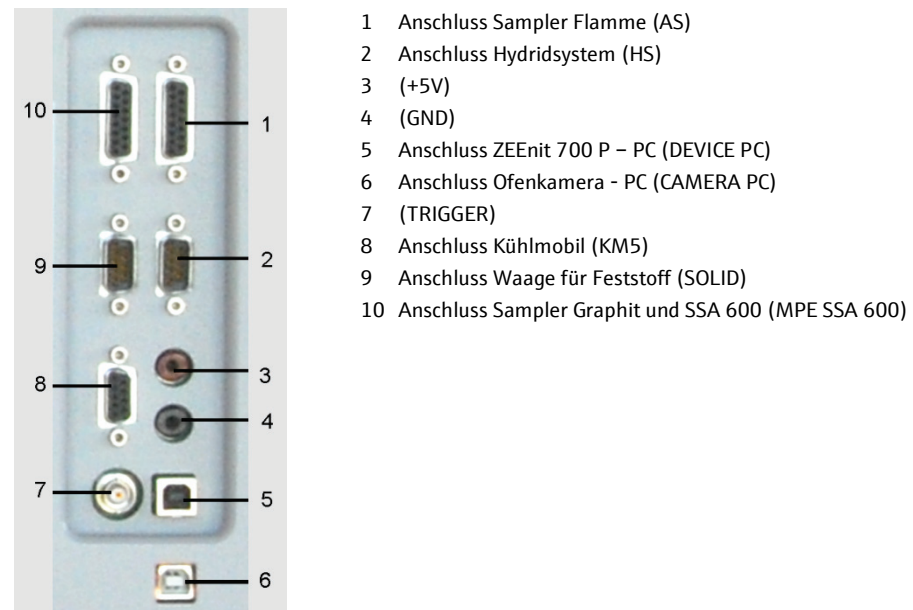 10
1
9
2
8
3
4
7
5
6
1 Anschluss Sampler Flamme (AS)
2 Anschluss Hydridsystem (HS)
3 (+5V)
4 (GND)
5 Anschluss ZEEnit 700 P – PC (DEVICE PC)
6 Anschluss Ofenkamera - PC (CAMERA PC)
7 (TRIGGER)
8 Anschluss Kühlmobil (KM5)
9 Anschluss Waage für Feststoff (SOLID)
10 Anschluss Sampler Graphit und SSA 600 (MPE SSA 600)